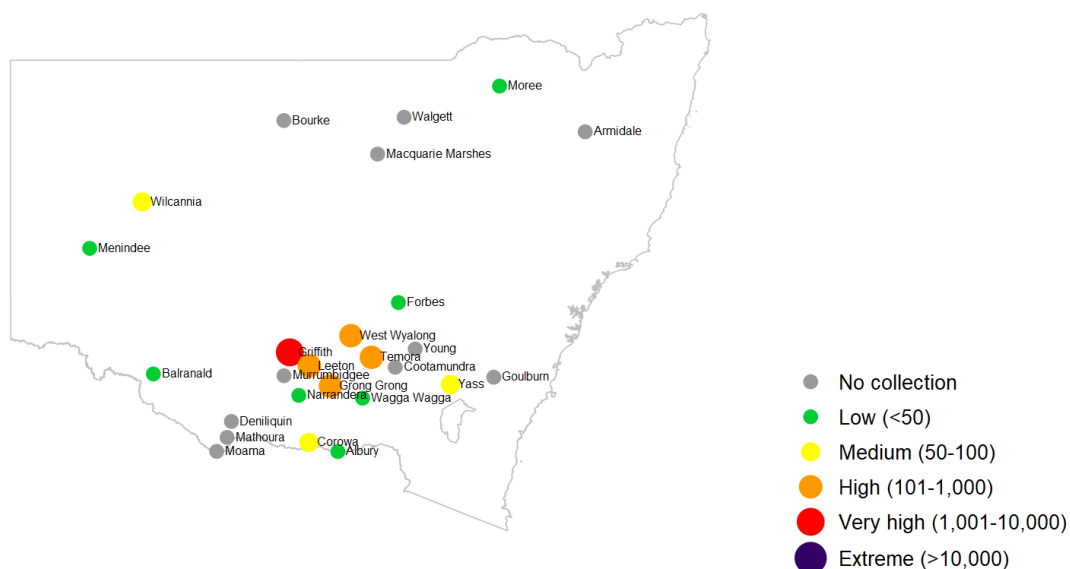 Moree
Bourke
Walgett
Armidale
Macquarie Marshes
Wilcannia
Menindee
Forbes
West Wyalong
Griffith
Young
Temora
Leeton
Cootamundra
Balranald
Murrumbidgee
Goulburn
Grong Grong
Yass
Narrandera
Wagga Wagga
Deniliquin
Mathoura
Corowa
Moama
Albury
No collection
Low (<50)
Medium (50-100)
High (101-1,000)
Very high (1,001-10,000)
Extreme (>10,000)